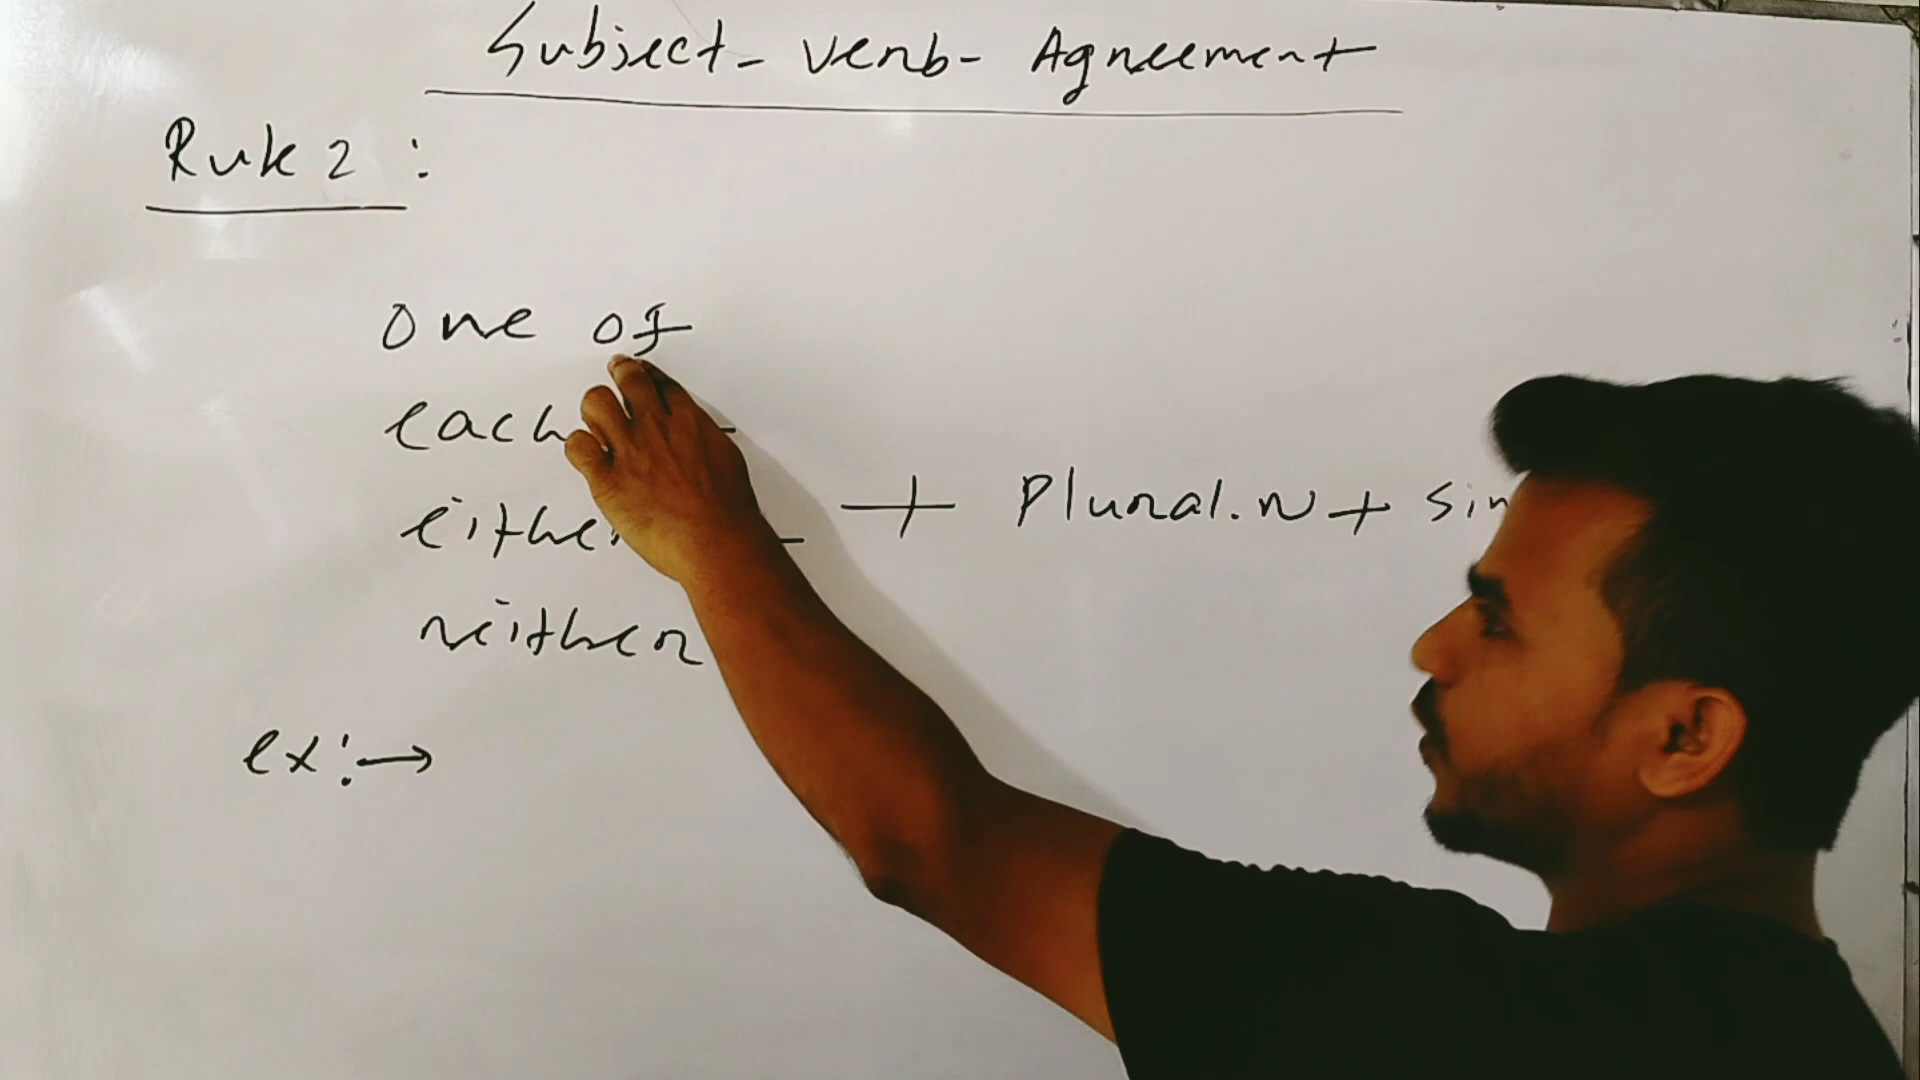 Subject-Verb-Agreement
Rule 2 :
one of
each
either
neither
+ Plural.N + Sin
ex:→